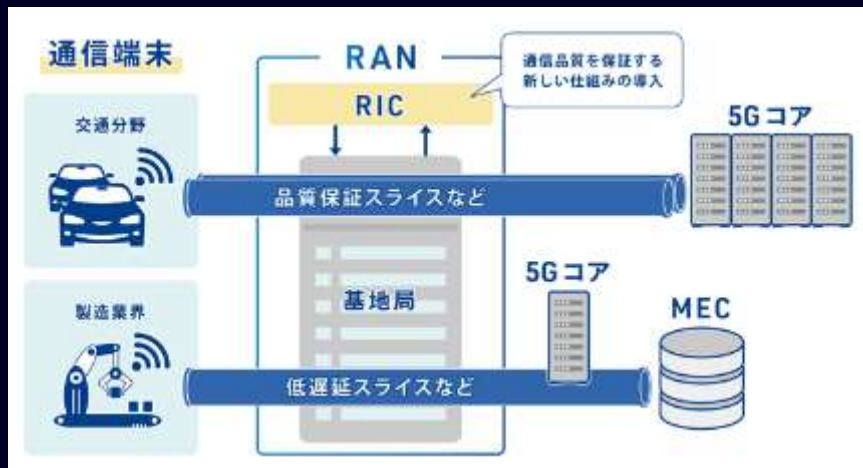 通信端末
交通分野
製造業界
RAN
RIC
通信品質を保証する
新しい仕組みの導入
品質保証スライスなど
基地局
低遅延スライスなど
5Gコア
5Gコア
MEC